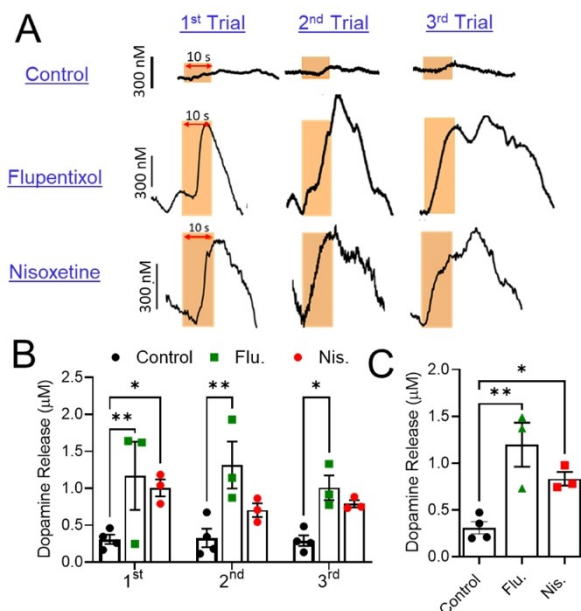 A
1st Trial 2nd Trial 3rd Trial
Control
300 nM
10 s
Flupentixol
300 nM
10 s
Nisoxetine
300 nM
10 s
B
Control Flu. Nis.
Dopamine Release (µM)
2.5
2.0
1.5
1.0
0.5
0.0
** *
** 
*
1st 2nd 3rd
C
Dopamine Release (µM)
2.0
1.5
1.0
0.5
0.0
*
**
Control Flu. Nis.